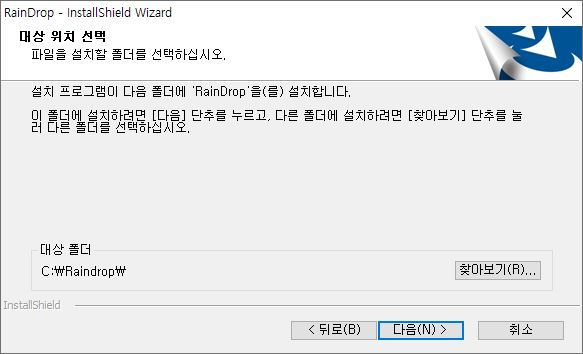 RainDrop - InstallShield Wizard
대상 위치 선택
파일을 설치할 폴더를 선택하십시오.
설치 프로그램이 다음 폴더에 'RainDrop'을(를) 설치합니다.
이 폴더에 설치하려면 [다음] 단추를 누르고, 다른 폴더에 설치하려면 [찾아보기] 단추를 눌
러 다른 폴더를 선택하십시오.
대상 폴더
C:₩Raindrop₩
찾아보기(R)...
InstallShield
< 뒤로(B)
다음(N) >
취소